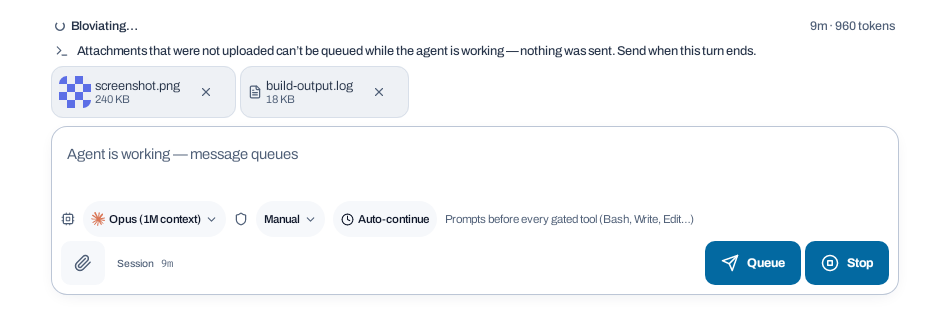 Bloviating...
9m · 960 tokens
Attachments that were not uploaded can’t be queued while the agent is working — nothing was sent. Send when this turn ends.
screenshot.png
240 KB
build-output.log
18 KB
Agent is working — message queues
Opus (1M context)
Manual
Auto-continue
Prompts before every gated tool (Bash, Write, Edit...)
Session 9m
Queue
Stop